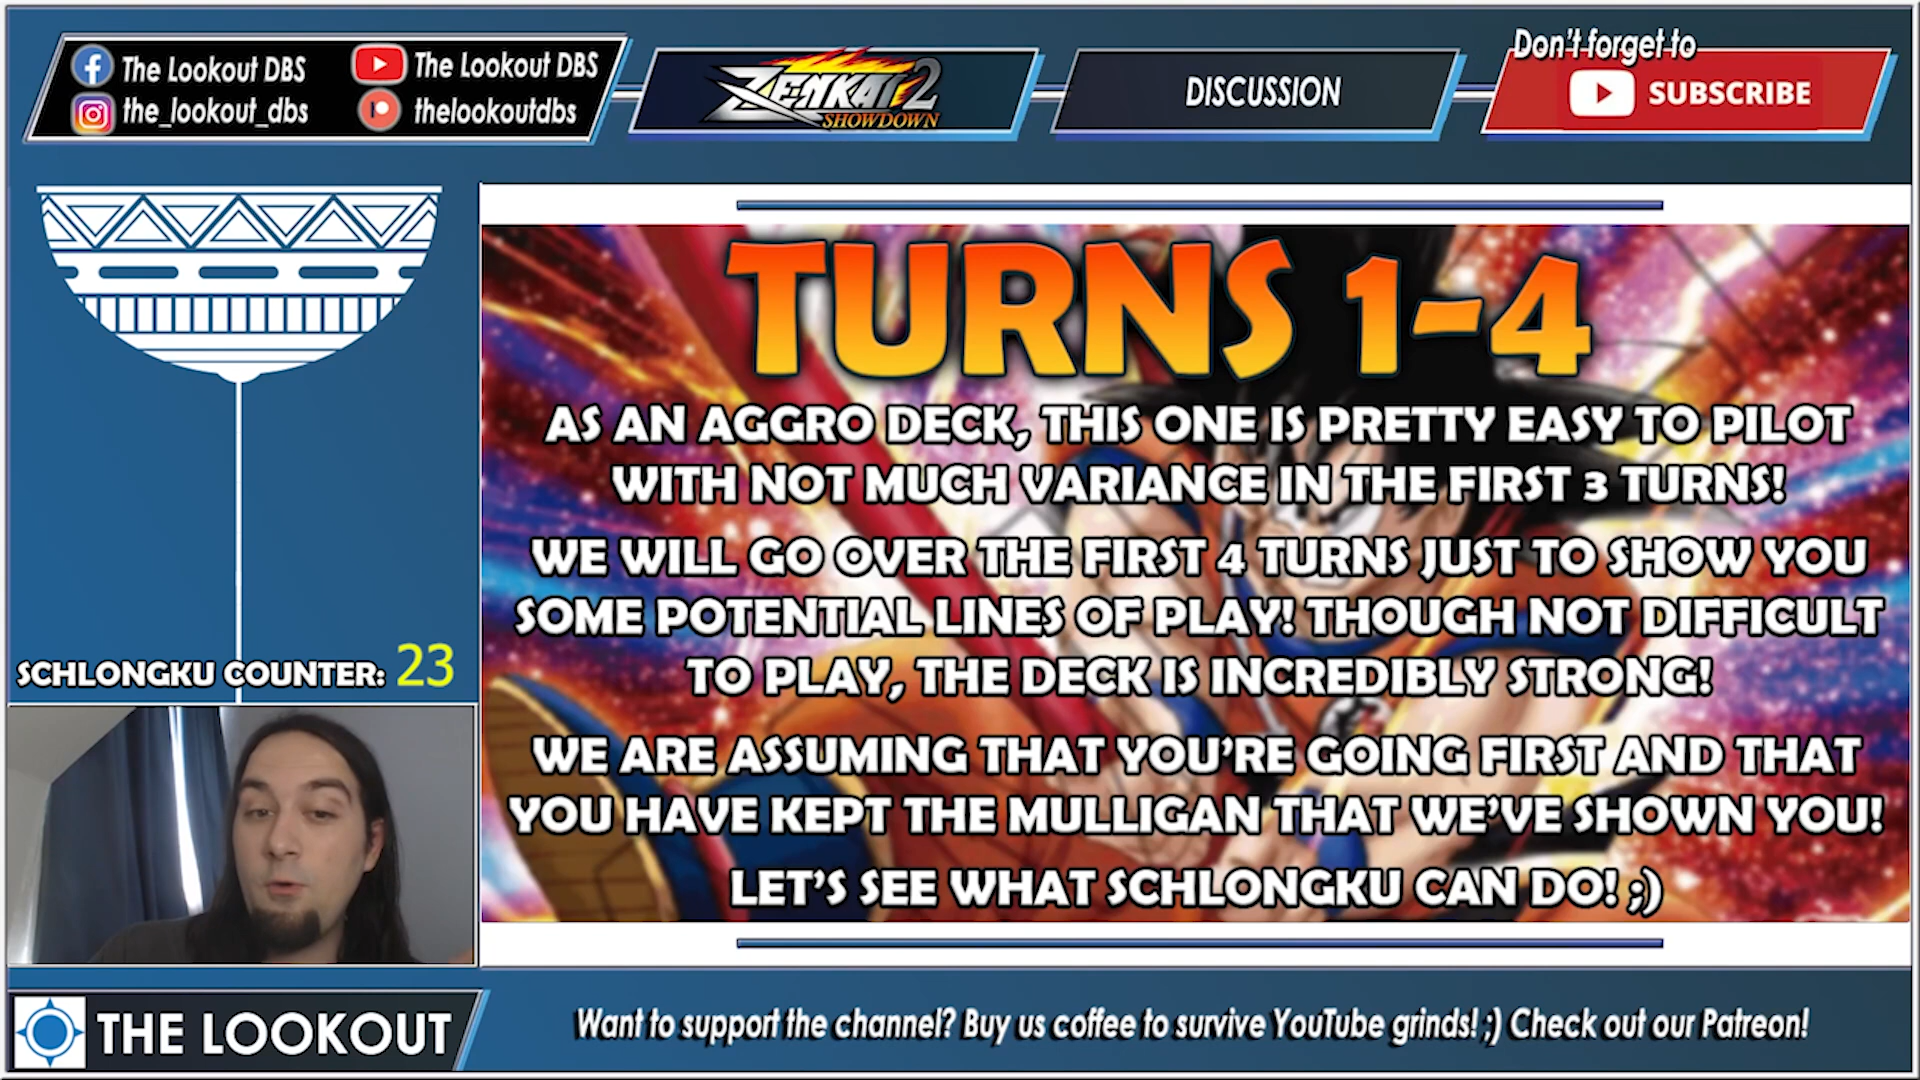 The Lookout DBS
The Lookout DBS
the_lookout_dbs
thelookoutdbs
ZENKAI 2
SHOWDOWN
DISCUSSION
Don't forget to
SUBSCRIBE
TURNS 1-4
AS AN AGGRO DECK, THIS ONE IS PRETTY EASY TO PILOT
WITH NOT MUCH VARIANCE IN THE FIRST 3 TURNS!
WE WILL GO OVER THE FIRST 4 TURNS JUST TO SHOW YOU
SOME POTENTIAL LINES OF PLAY! THOUGH NOT DIFFICULT
TO PLAY, THE DECK IS INCREDIBLY STRONG!
WE ARE ASSUMING THAT YOU'RE GOING FIRST AND THAT
YOU HAVE KEPT THE MULLIGAN THAT WE'VE SHOWN YOU!
LET'S SEE WHAT SCHLONGKU CAN DO! ;)
SCHLONGKU COUNTER: 23
THE LOOKOUT
Want to support the channel? Buy us coffee to survive YouTube grinds! ;) Check out our Patreon!